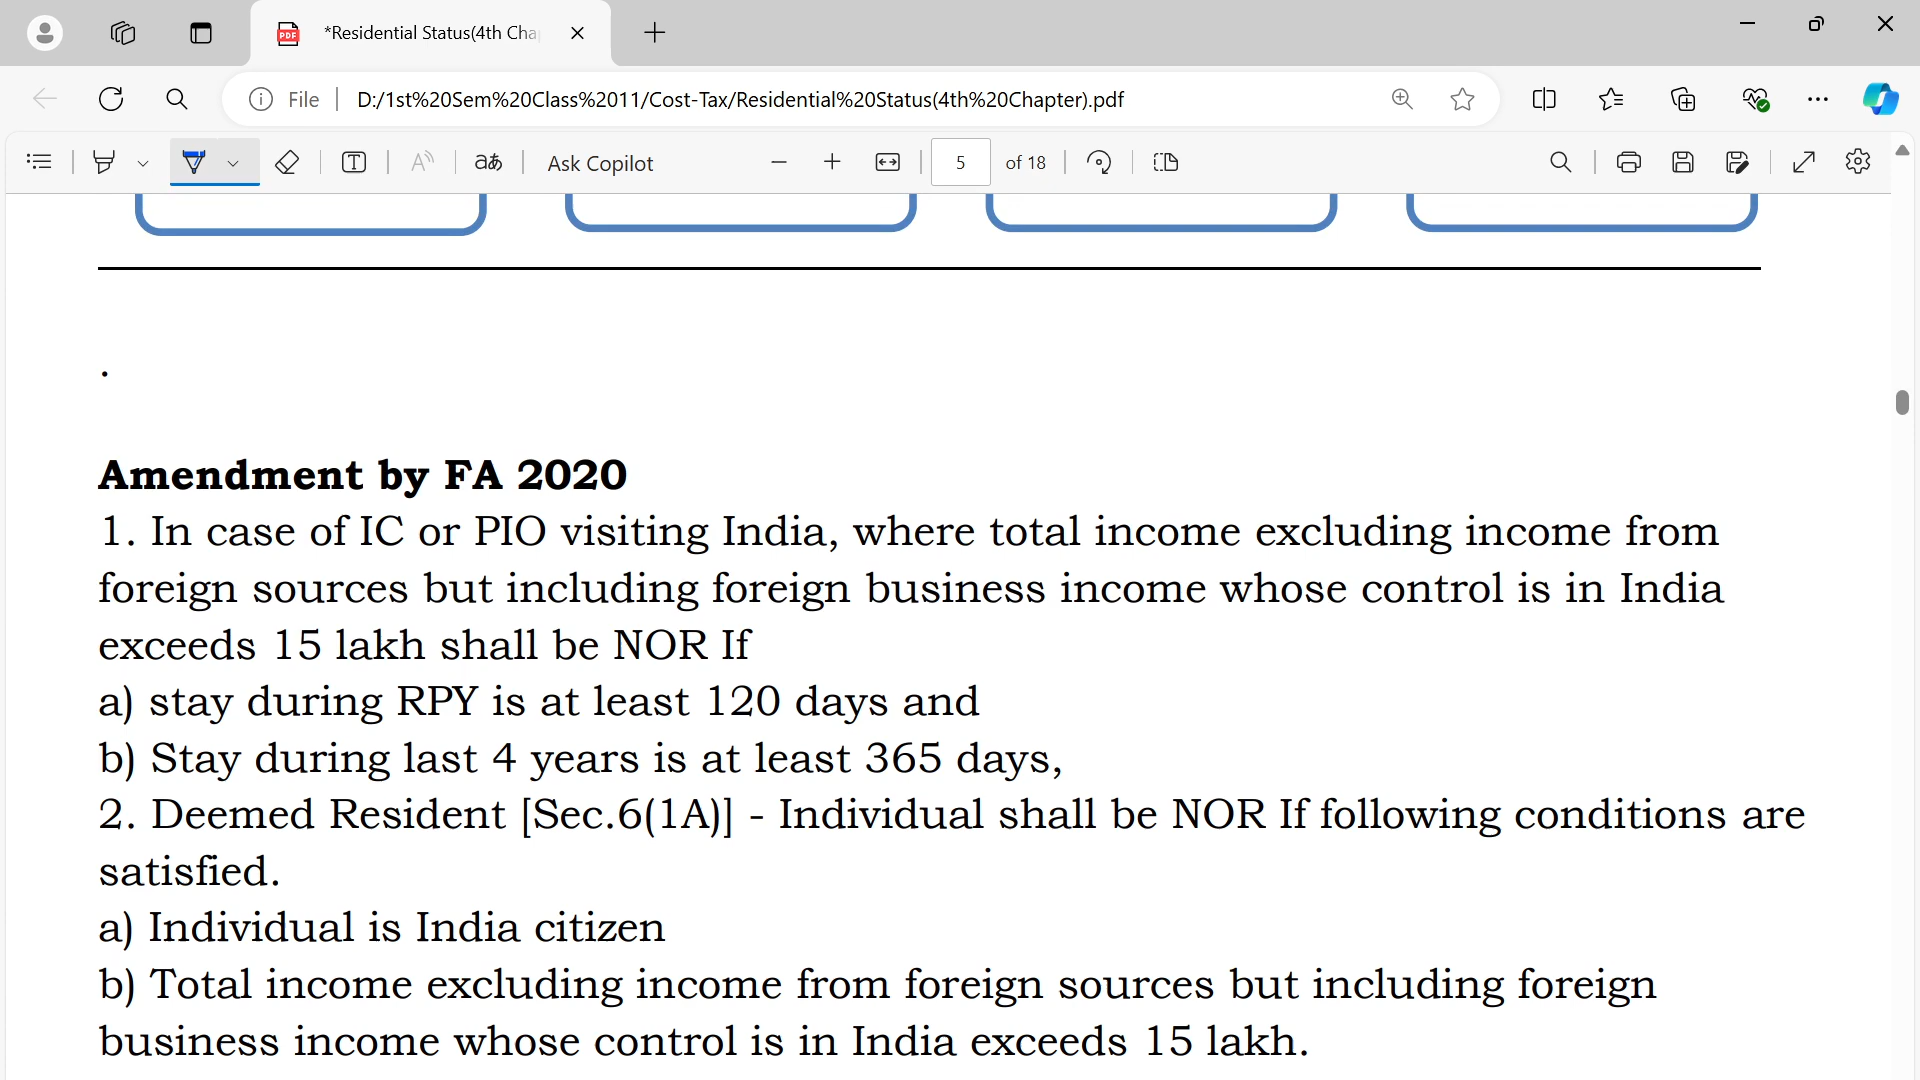 *Residential Status(4th Cha
File
D:/1st%20Sem%20Class%2011/Cost-Tax/Residential%20Status(4th%20Chapter).pdf
Ask Copilot
5
of 18
.
Amendment by FA 2020
1. In case of IC or PIO visiting India, where total income excluding income from
foreign sources but including foreign business income whose control is in India
exceeds 15 lakh shall be NOR If
a) stay during RPY is at least 120 days and
b) Stay during last 4 years is at least 365 days,
2. Deemed Resident [Sec.6(1A)] - Individual shall be NOR If following conditions are
satisfied.
a) Individual is India citizen
b) Total income excluding income from foreign sources but including foreign
business income whose control is in India exceeds 15 lakh.